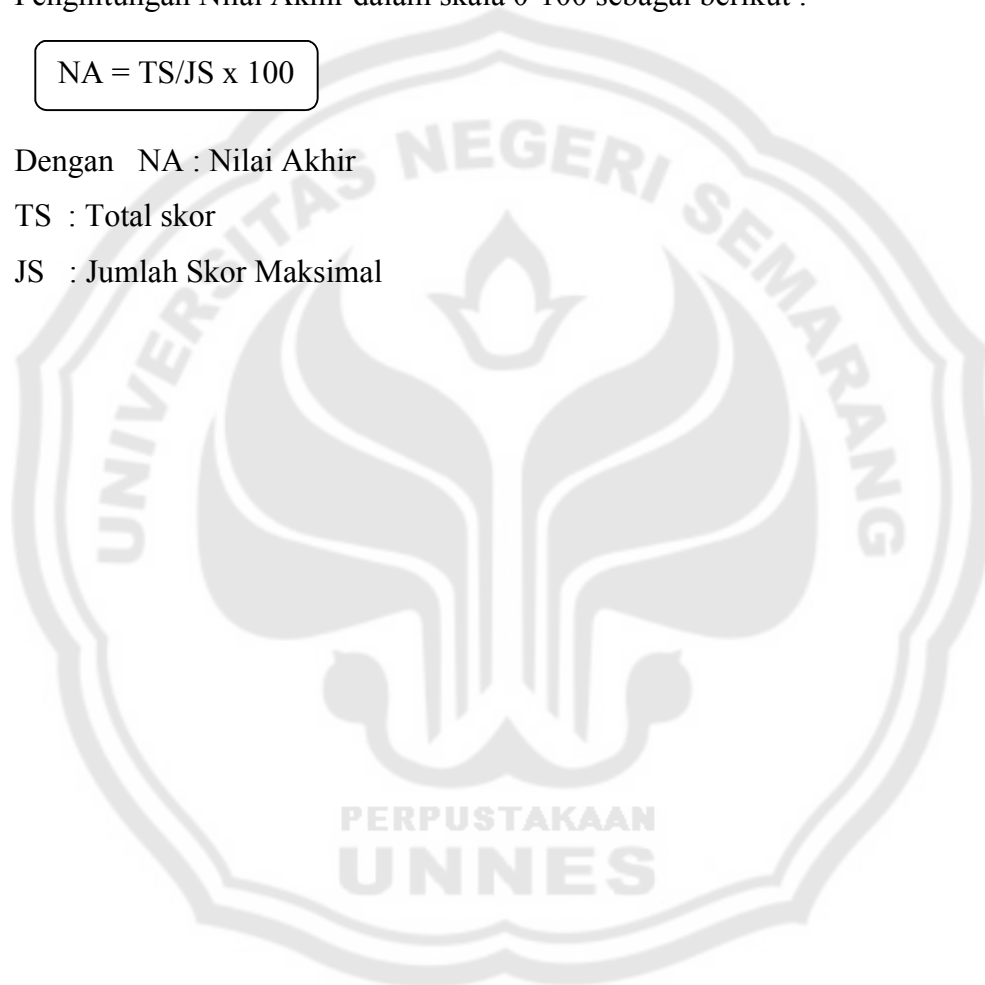 Penghitungan Nilai Akhir dalam skala 0-100 sebagai berikut :
NA = TS/JS x 100
Dengan NA : Nilai Akhir
TS : Total skor
JS : Jumlah Skor Maksimal
UNIVERSITAS NEGERI SEMARANG
PERPUSTAKAAN
UNNES